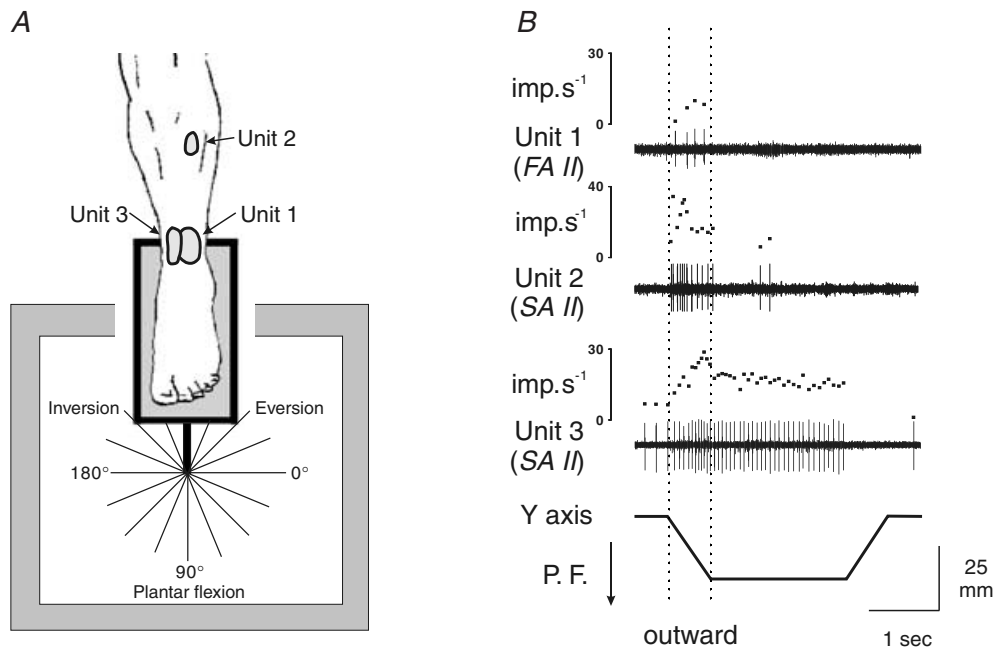 A
Unit 2
Unit 3
Unit 1
Inversion
Eversion
180°
0°
90°
Plantar flexion
B
30
imp.s⁻¹
0
Unit 1
(FA II)
40
imp.s⁻¹
0
Unit 2
(SA II)
30
imp.s⁻¹
0
Unit 3
(SA II)
Y axis
P. F.
25
mm
outward
1 sec